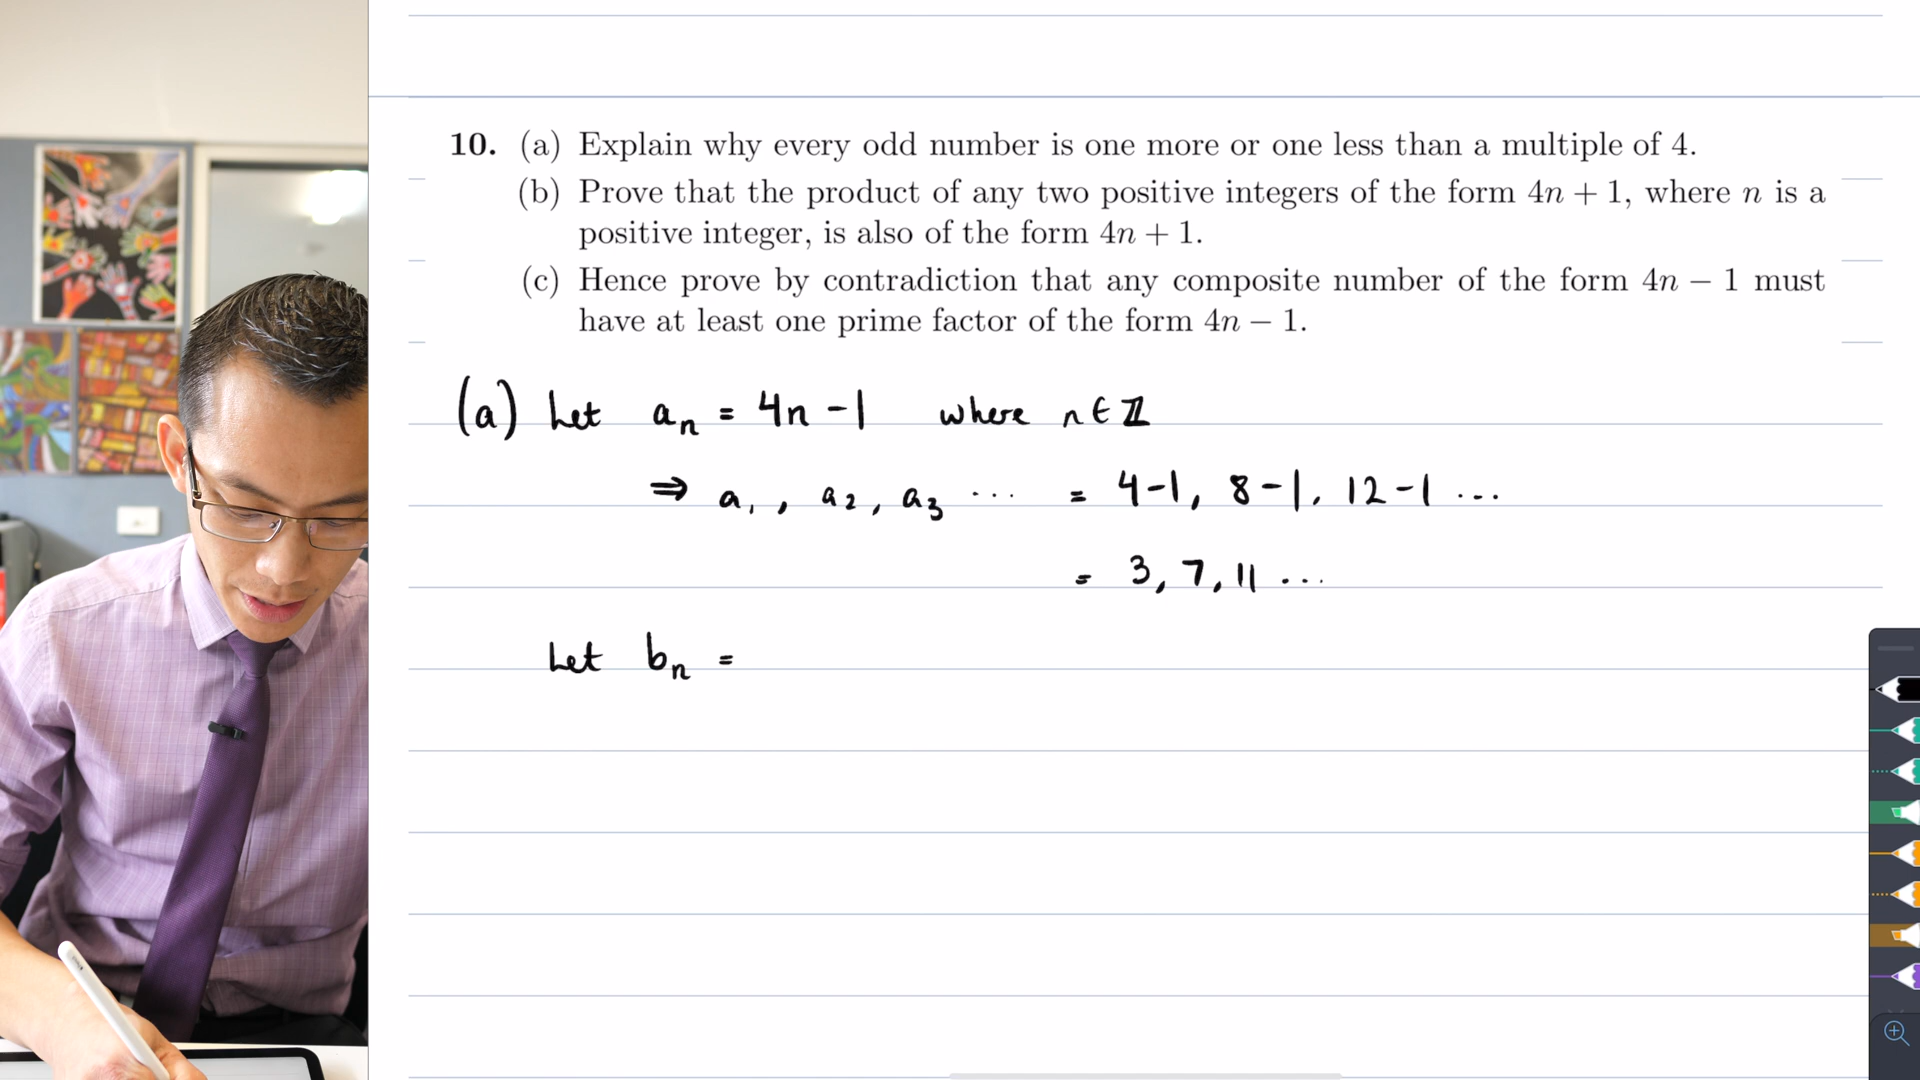 10. (a) Explain why every odd number is one more or one less than a multiple of 4.
(b) Prove that the product of any two positive integers of the form 4n + 1, where n is a
positive integer, is also of the form 4n + 1.
(c) Hence prove by contradiction that any composite number of the form 4n − 1 must
have at least one prime factor of the form 4n − 1.
(a) Let aₙ = 4n − 1 where n ∈ ℤ
⇒ a₁, a₂, a₃ ... = 4−1, 8−1, 12−1 ...
= 3, 7, 11 ...
Let bₙ =